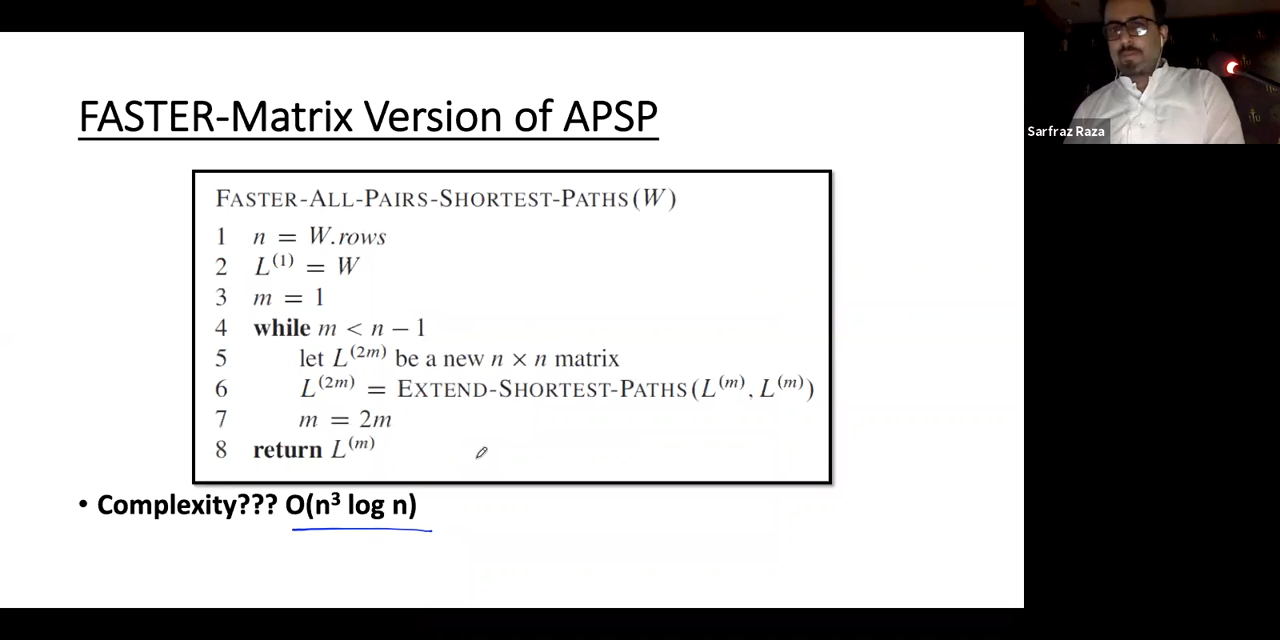 FASTER-Matrix Version of APSP
FASTER-ALL-PAIRS-SHORTEST-PATHS(W)
1 n = W.rows
2 L^(1) = W
3 m = 1
4 while m < n − 1
5 let L^(2m) be a new n × n matrix
6 L^(2m) = EXTEND-SHORTEST-PATHS(L^(m), L^(m))
7 m = 2m
8 return L^(m)
• Complexity??? O(n³ log n)
Sarfraz Raza